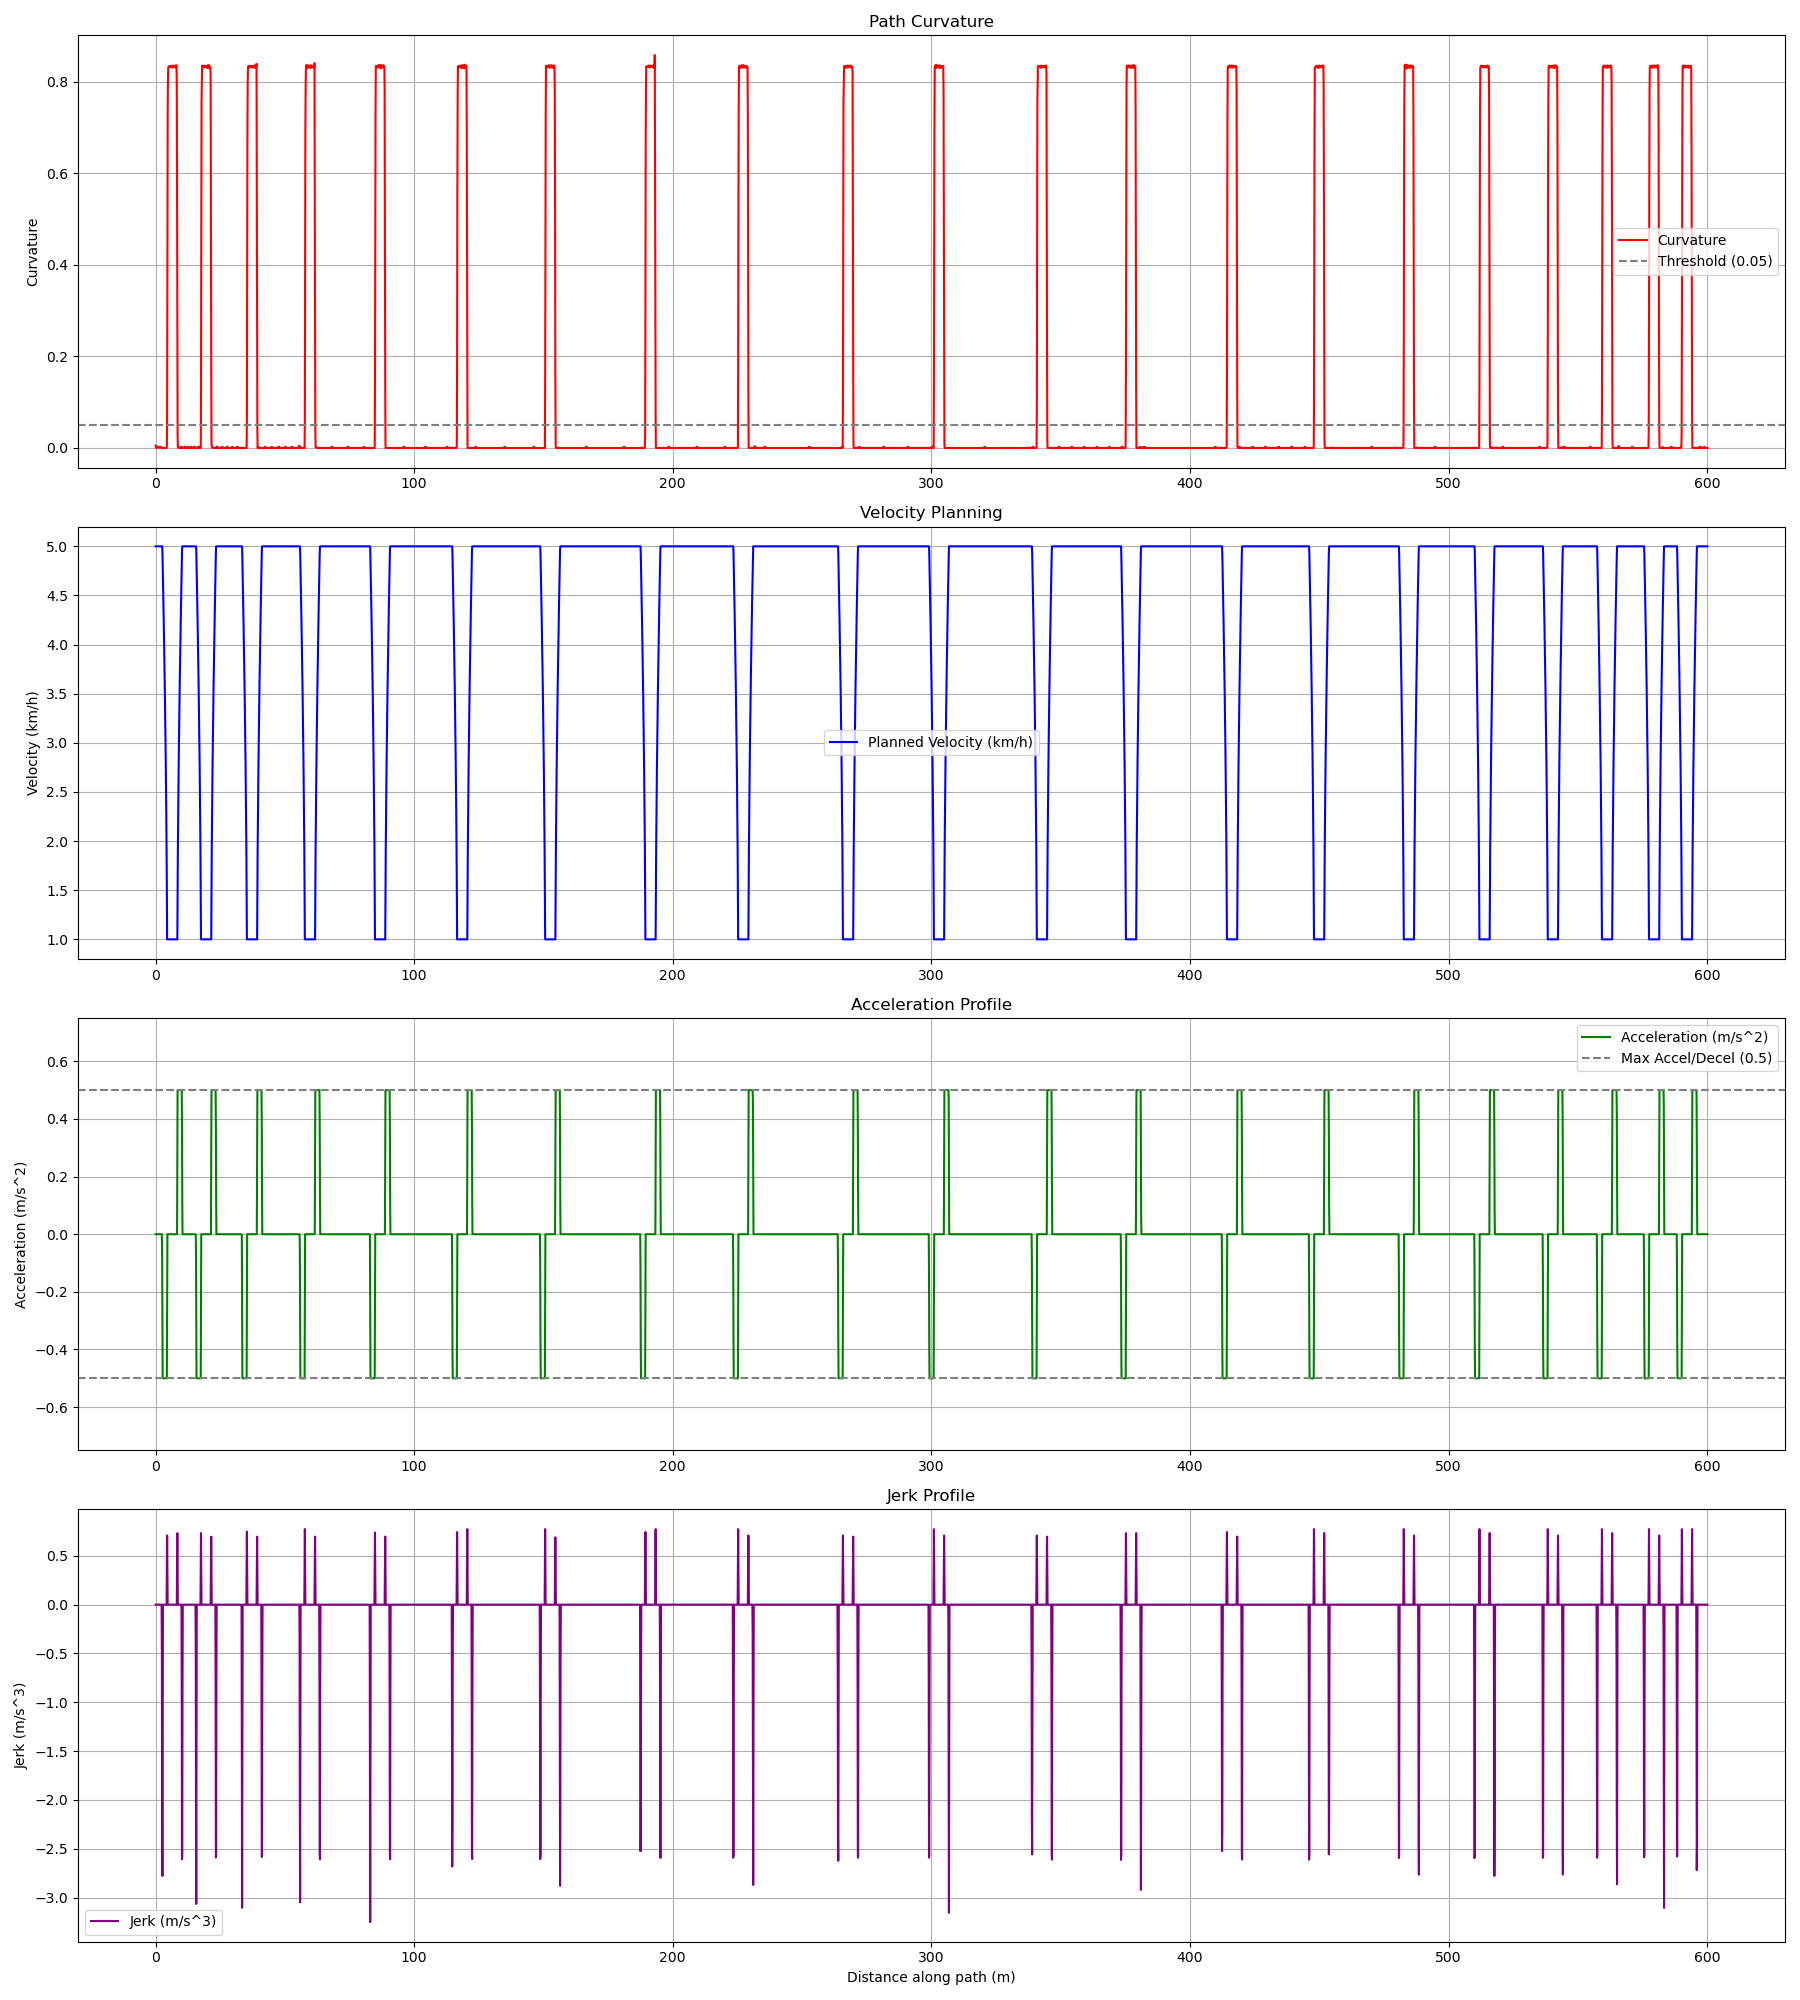 Path Curvature
Curvature
0.8
0.6
0.4
0.2
0.0
Curvature
Threshold (0.05)
0 100 200 300 400 500 600
Velocity Planning
Velocity (km/h)
5.0
4.5
4.0
3.5
3.0
2.5
2.0
1.5
1.0
Planned Velocity (km/h)
0 100 200 300 400 500 600
Acceleration Profile
Acceleration (m/s^2)
0.6
0.4
0.2
0.0
−0.2
−0.4
−0.6
Acceleration (m/s^2)
Max Accel/Decel (0.5)
0 100 200 300 400 500 600
Jerk Profile
Jerk (m/s^3)
0.5
0.0
−0.5
−1.0
−1.5
−2.0
−2.5
−3.0
Jerk (m/s^3)
0 100 200 300 400 500 600
Distance along path (m)